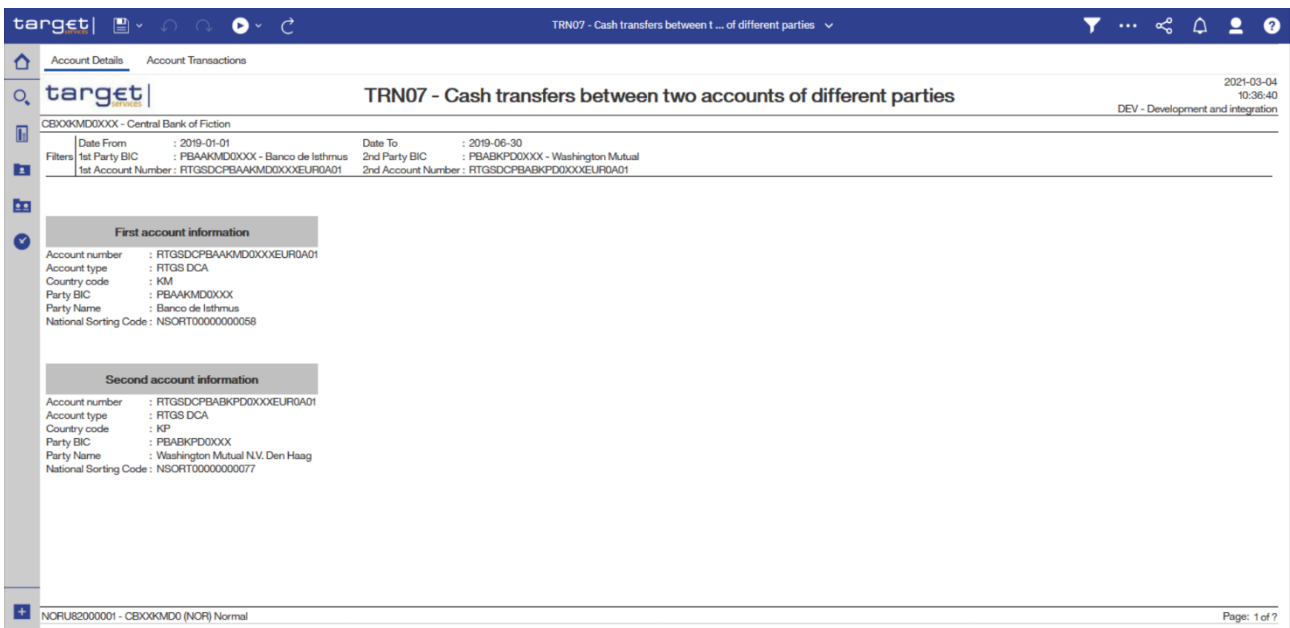 target|
services
TRN07 - Cash transfers between t ... of different parties
Account Details Account Transactions
target|
services
TRN07 - Cash transfers between two accounts of different parties
2021-03-04
10:36:40
DEV - Development and integration
CBXXKMD0XXX - Central Bank of Fiction
Filters
Date From : 2019-01-01 Date To : 2019-06-30
1st Party BIC : PBAAKMD0XXX - Banco de Isthmus 2nd Party BIC : PBABKPD0XXX - Washington Mutual
1st Account Number : RTGSDCPBAAKMD0XXXEUR0A01 2nd Account Number : RTGSDCPBABKPD0XXXEUR0A01
First account information
Account number : RTGSDCPBAAKMD0XXXEUR0A01
Account type : RTGS DCA
Country code : KM
Party BIC : PBAAKMD0XXX
Party Name : Banco de Isthmus
National Sorting Code : NSORT00000000058
Second account information
Account number : RTGSDCPBABKPD0XXXEUR0A01
Account type : RTGS DCA
Country code : KP
Party BIC : PBABKPD0XXX
Party Name : Washington Mutual N.V. Den Haag
National Sorting Code : NSORT00000000077
NORU82000001 - CBXXKMD0 (NOR) Normal
Page: 1 of ?